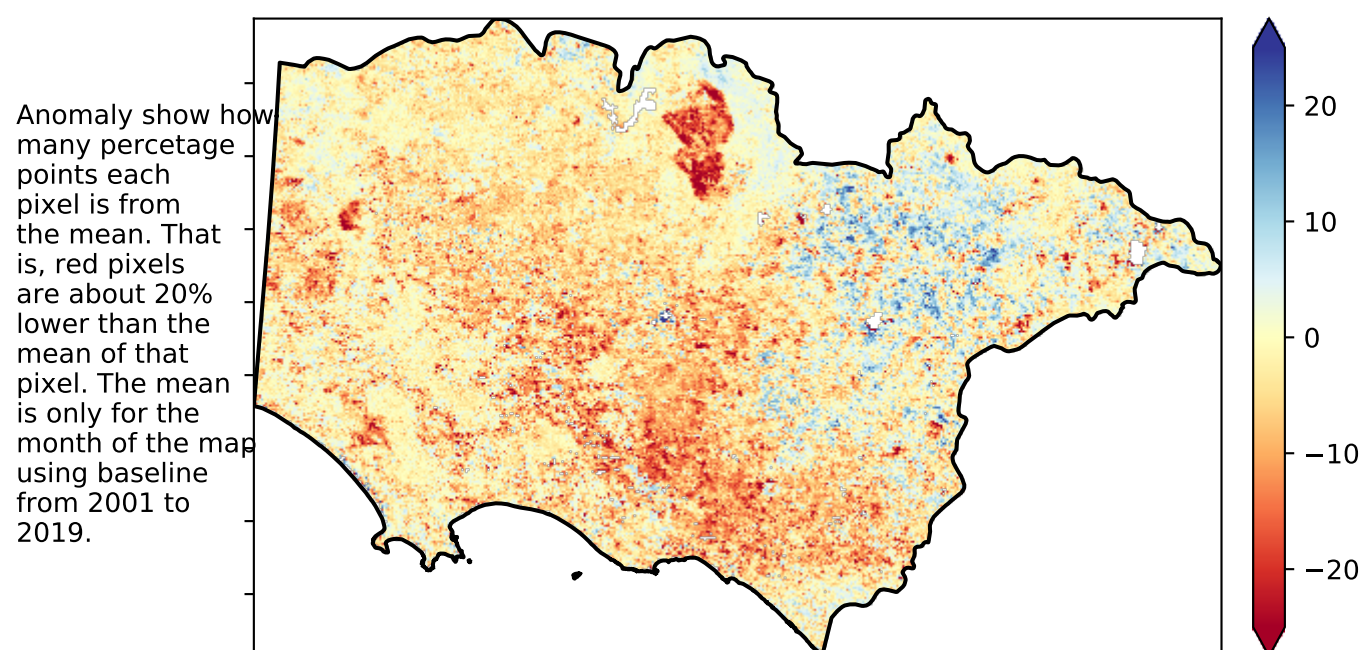 Anomaly show how
many percetage
points each
pixel is from
the mean. That
is, red pixels
are about 20%
lower than the
mean of that
pixel. The mean
is only for the
month of the map
using baseline
from 2001 to
2019.
20
10
0
−10
−20